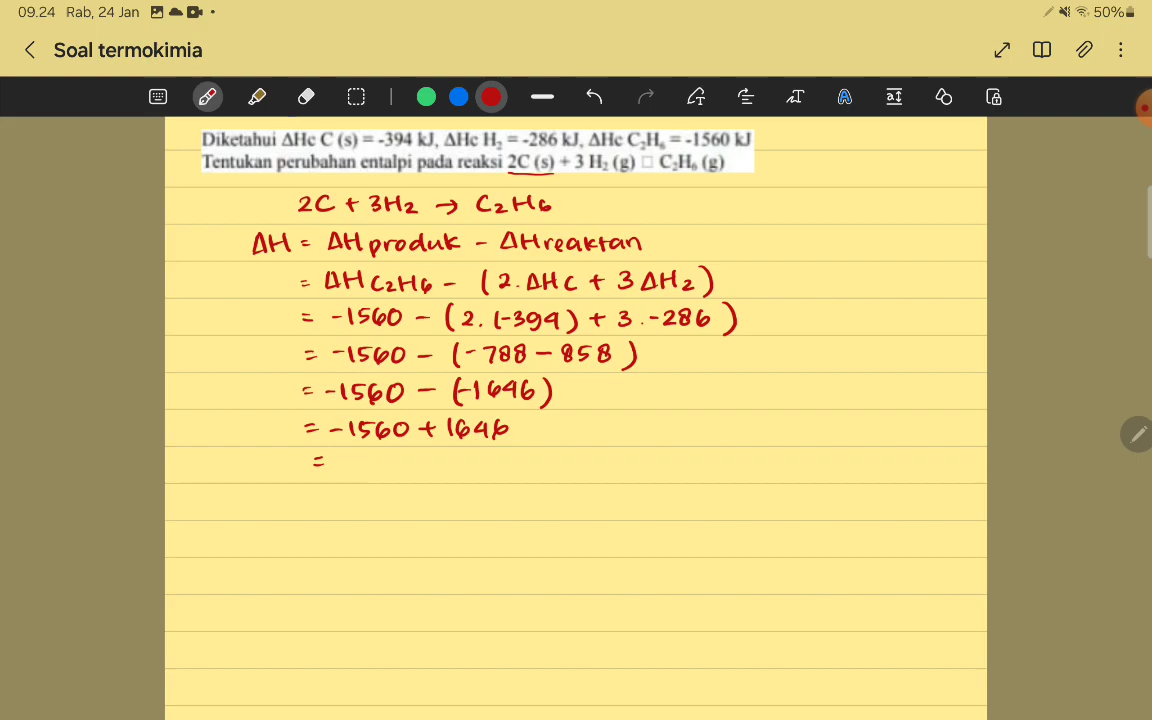 09.24 Rab, 24 Jan 50%
Soal termokimia
Diketahui ΔHc C (s) = -394 kJ, ΔHc H₂ = -286 kJ, ΔHc C₂H₆ = -1560 kJ
Tentukan perubahan entalpi pada reaksi 2C (s) + 3 H₂ (g) □ C₂H₆ (g)
2C + 3H₂ → C₂H₆
ΔH = ΔH produk - ΔH reaktan
= ΔH C₂H₆ - (2. ΔHC + 3 ΔH₂)
= -1560 - (2. (-394) + 3 . -286)
= -1560 - (-788 - 858)
= -1560 - (-1646)
= -1560 + 1646
=